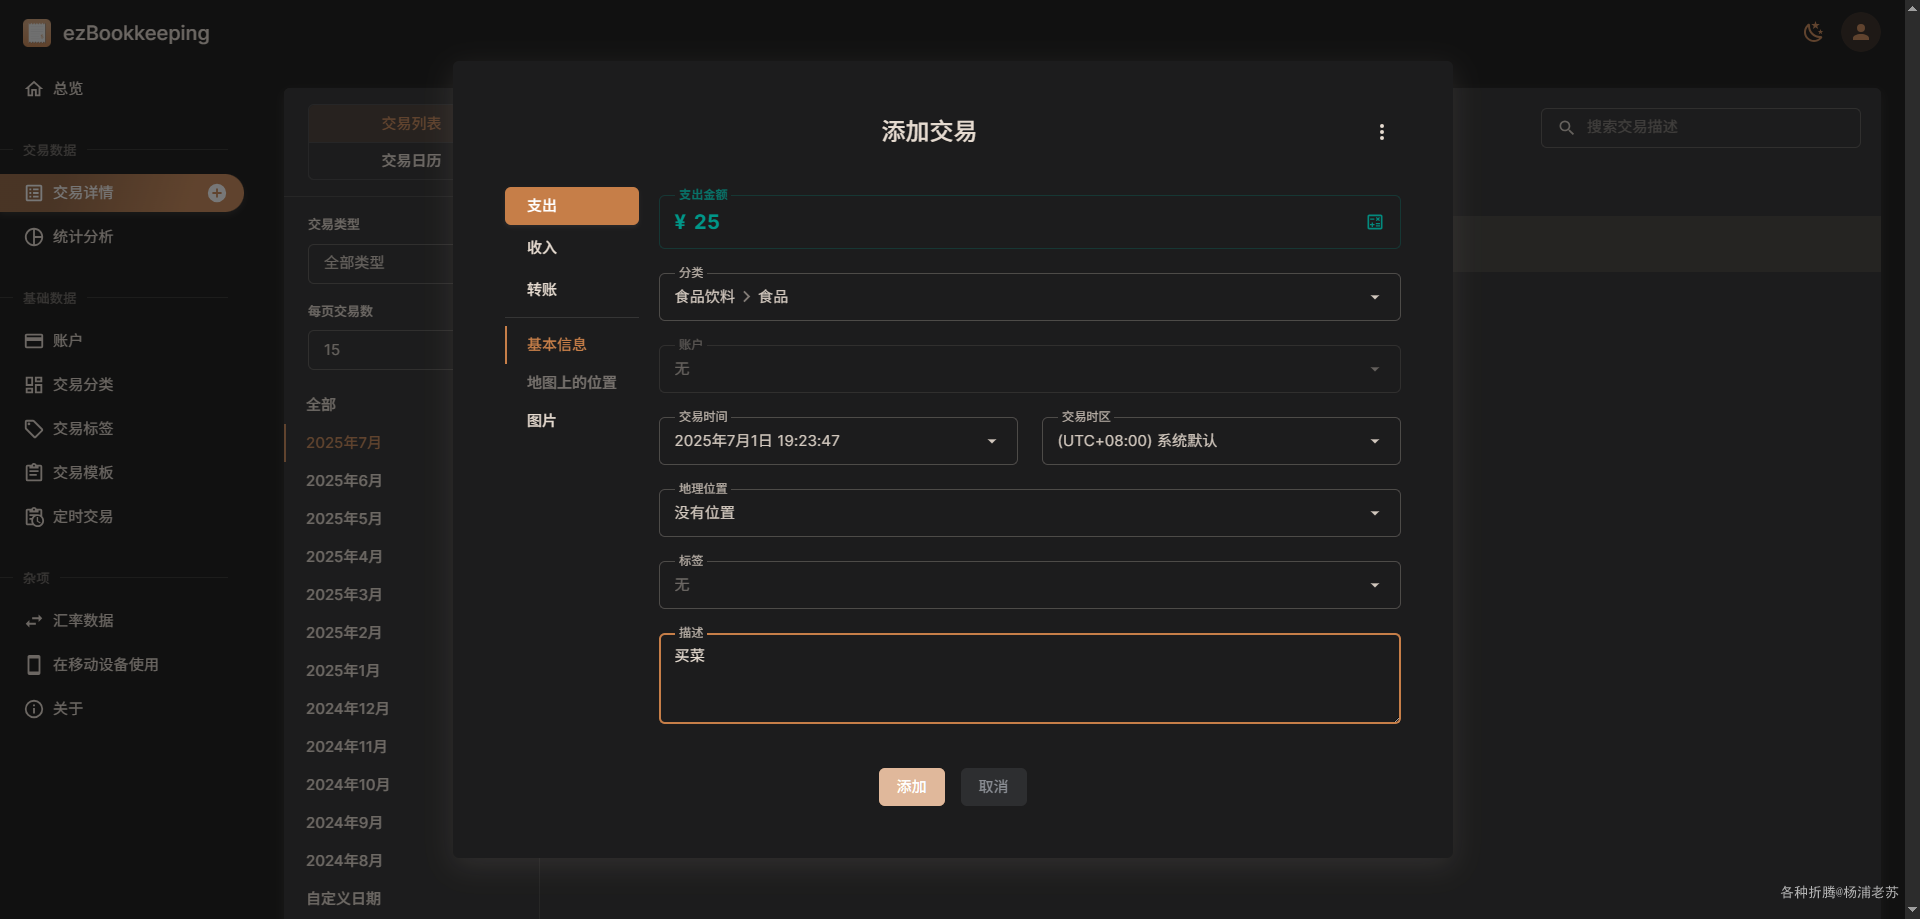 ezBookkeeping
总览
交易数据
交易详情
统计分析
基础数据
账户
交易分类
交易标签
交易模板
定时交易
杂项
汇率数据
在移动设备使用
关于
交易列表
交易日历
交易类型
全部类型
每页交易数
15
全部
2025年7月
2025年6月
2025年5月
2025年4月
2025年3月
2025年2月
2025年1月
2024年12月
2024年11月
2024年10月
2024年9月
2024年8月
自定义日期
搜索交易描述
添加交易
支出
收入
转账
基本信息
地图上的位置
图片
支出金额
¥ 25
分类
食品饮料 > 食品
账户
无
交易时间
2025年7月1日 19:23:47
交易时区
(UTC+08:00) 系统默认
地理位置
没有位置
标签
无
描述
买菜
添加
取消
各种折腾@杨浦老苏